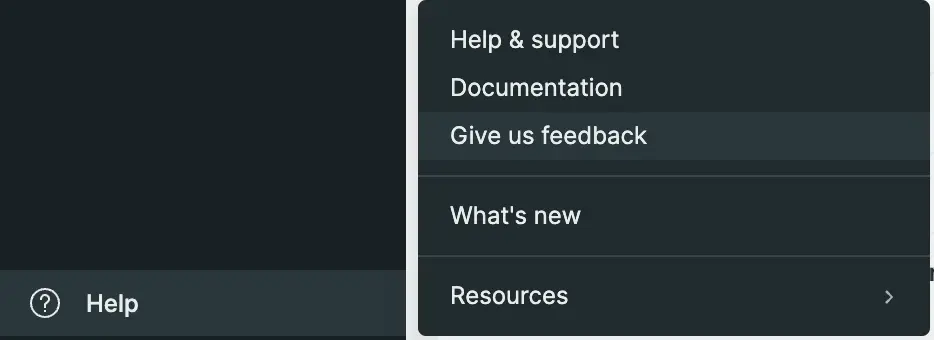 Help & support
Documentation
Give us feedback
What's new
Resources
Help